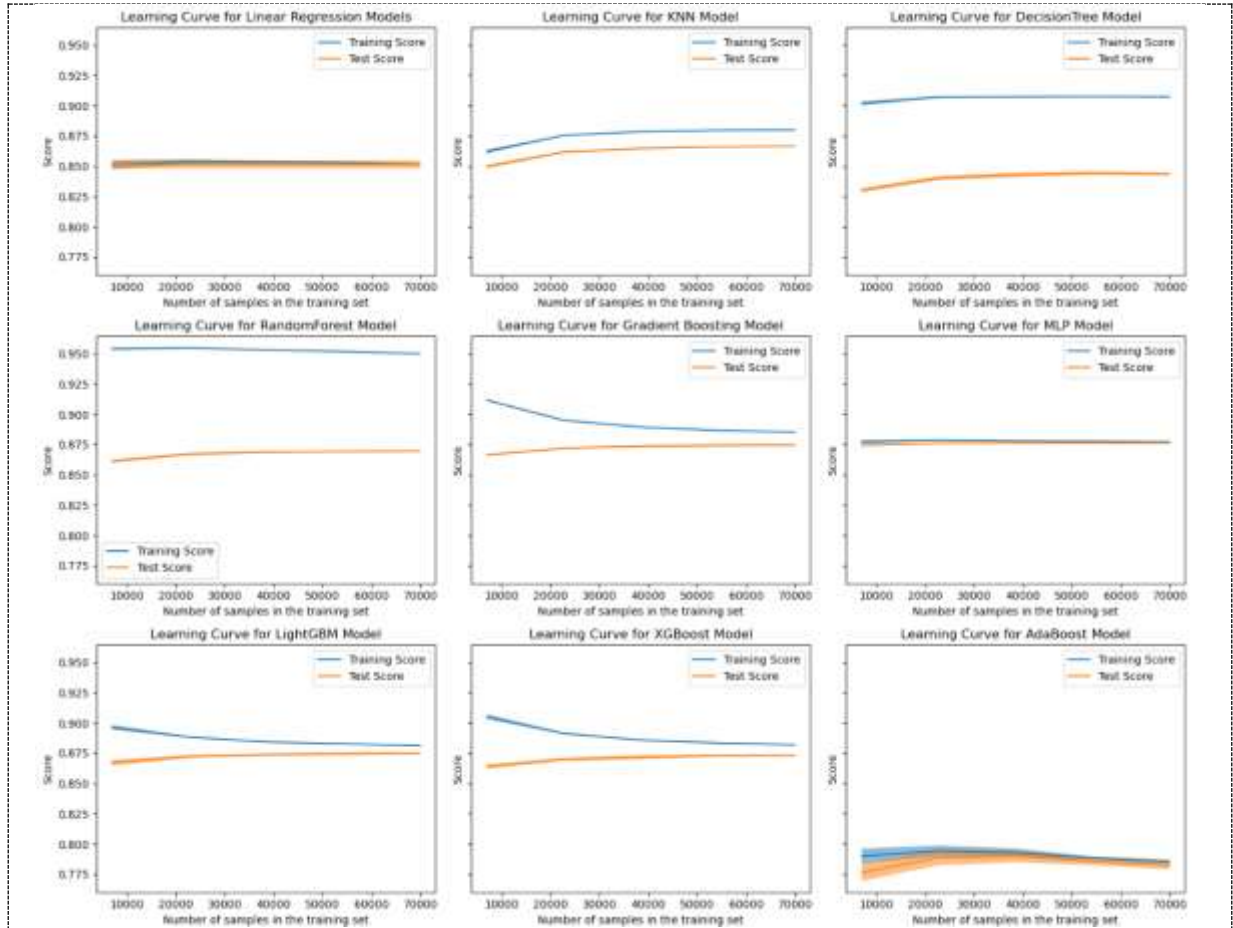 Learning Curve for Linear Regression Models
Learning Curve for KNN Model
Learning Curve for DecisionTree Model
0.950
0.925
0.900
0.875
0.850
0.825
0.800
0.775
Score
Training Score
Test Score
Score
Training Score
Test Score
Score
Training Score
Test Score
10000 20000 30000 40000 50000 60000 70000
10000 20000 30000 40000 50000 60000 70000
10000 20000 30000 40000 50000 60000 70000
Number of samples in the training set
Number of samples in the training set
Number of samples in the training set
Learning Curve for RandomForest Model
Learning Curve for Gradient Boosting Model
Learning Curve for MLP Model
0.950
0.925
0.900
0.875
0.850
0.825
0.800
0.775
Score
Training Score
Test Score
Score
Training Score
Test Score
Score
Training Score
Test Score
10000 20000 30000 40000 50000 60000 70000
10000 20000 30000 40000 50000 60000 70000
10000 20000 30000 40000 50000 60000 70000
Number of samples in the training set
Number of samples in the training set
Number of samples in the training set
Learning Curve for LightGBM Model
Learning Curve for XGBoost Model
Learning Curve for AdaBoost Model
0.950
0.925
0.900
0.875
0.850
0.825
0.800
0.775
Score
Training Score
Test Score
Score
Training Score
Test Score
Score
Training Score
Test Score
10000 20000 30000 40000 50000 60000 70000
10000 20000 30000 40000 50000 60000 70000
10000 20000 30000 40000 50000 60000 70000
Number of samples in the training set
Number of samples in the training set
Number of samples in the training set